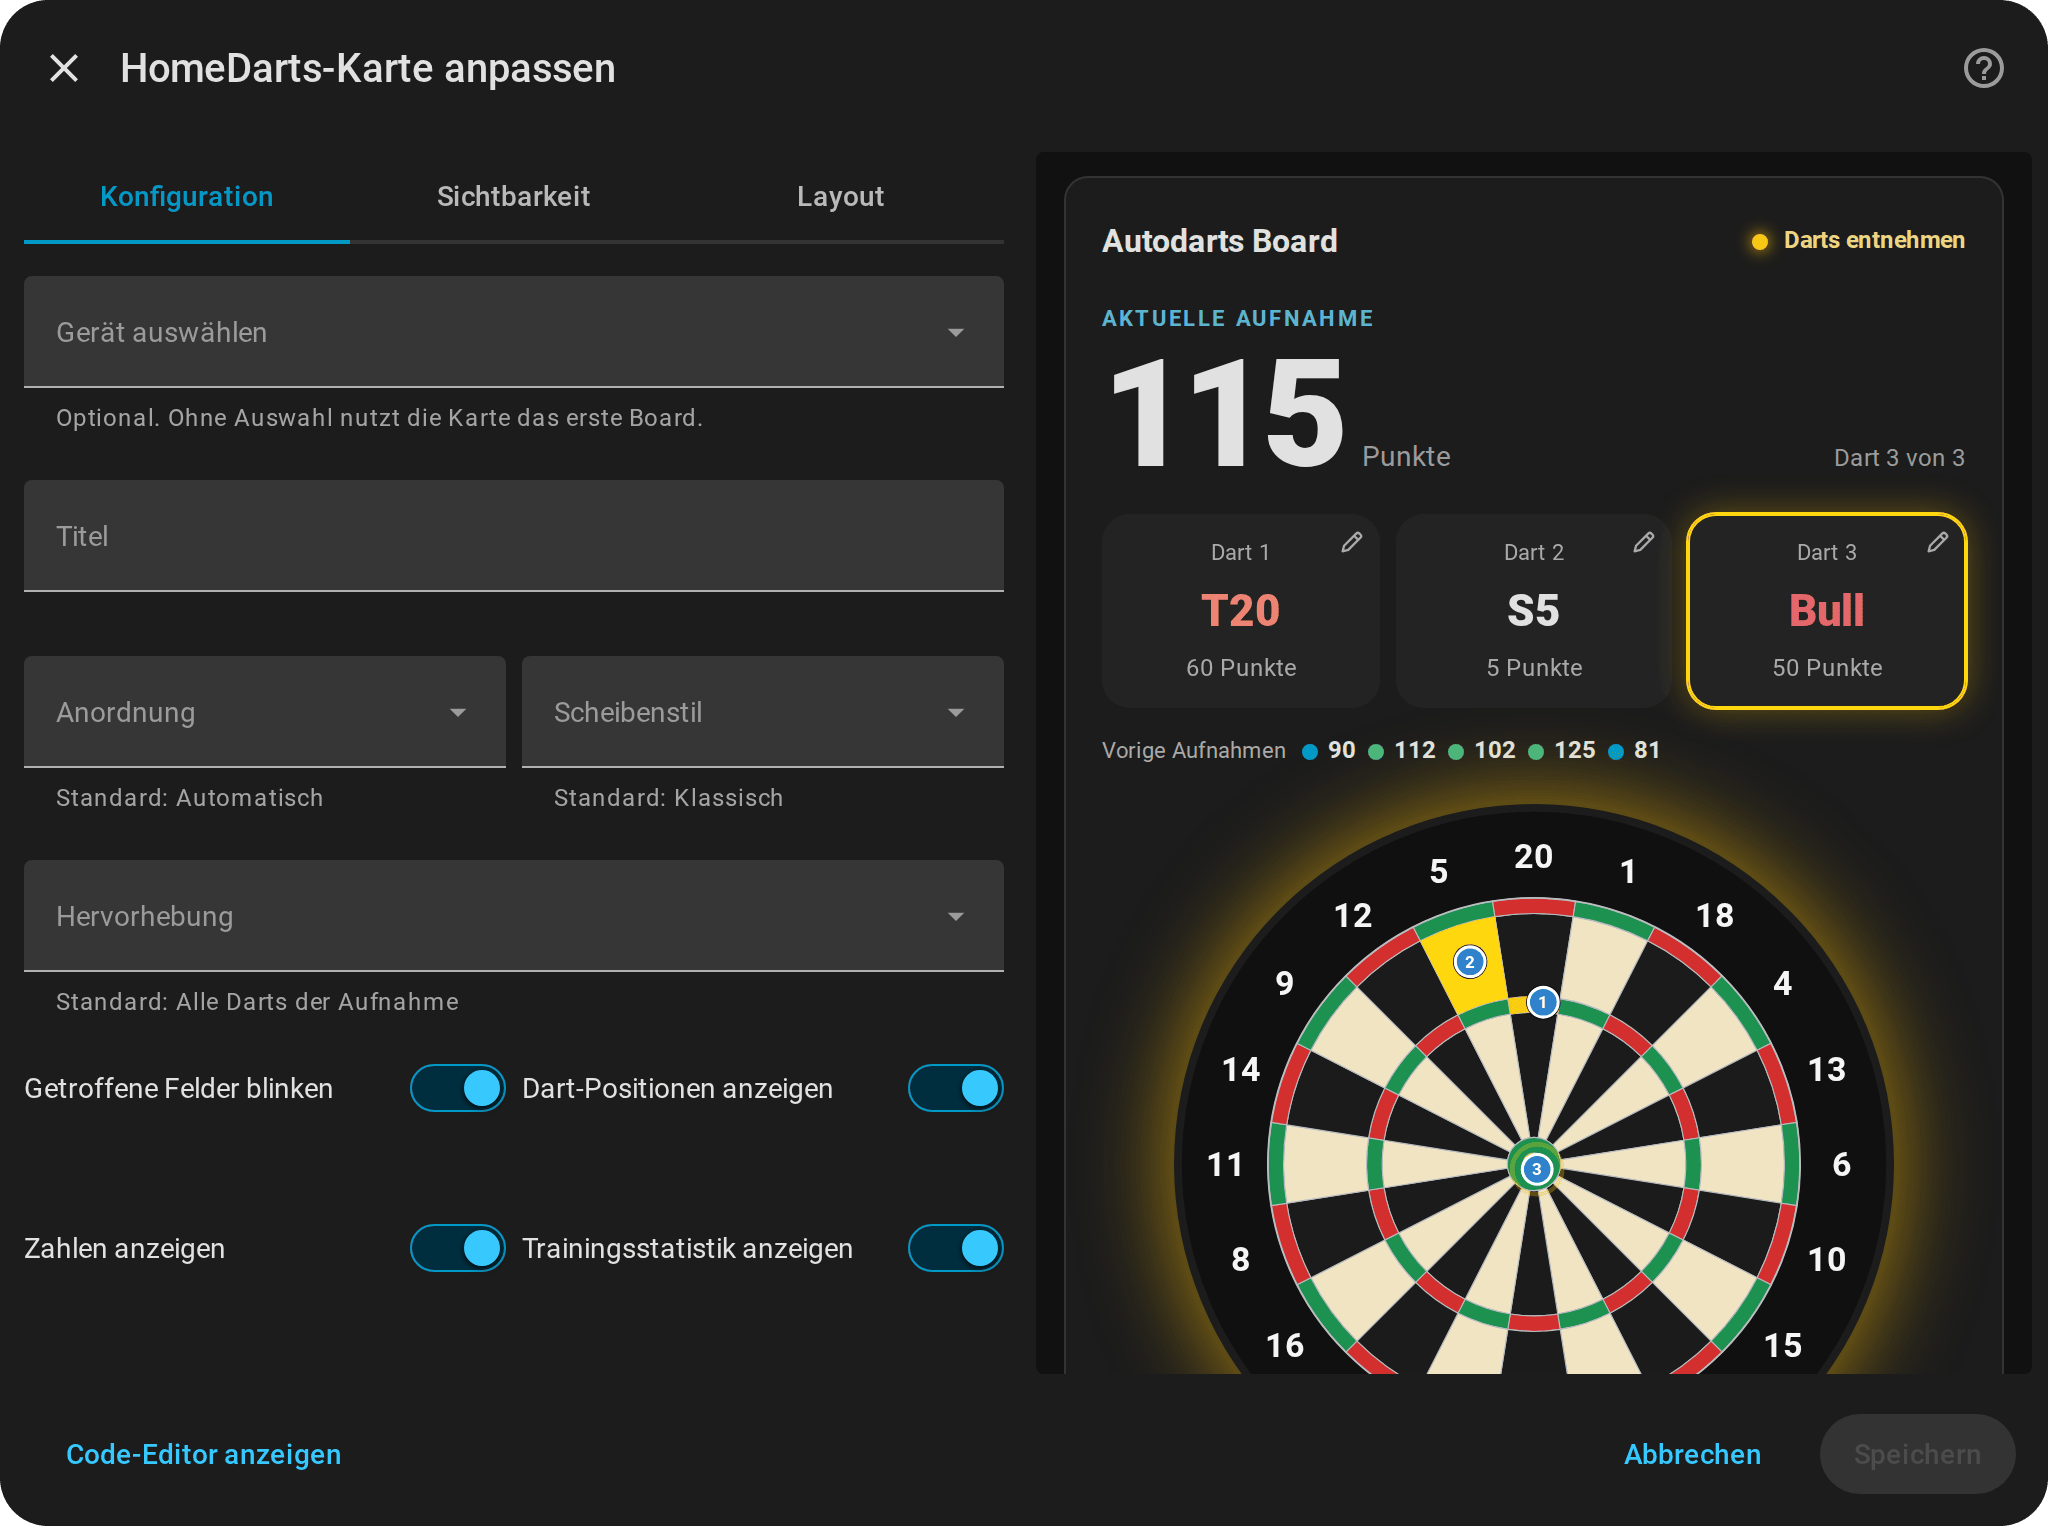 HomeDarts-Karte anpassen
Konfiguration
Sichtbarkeit
Layout
Gerät auswählen
Optional. Ohne Auswahl nutzt die Karte das erste Board.
Titel
Anordnung
Scheibenstil
Standard: Automatisch
Standard: Klassisch
Hervorhebung
Standard: Alle Darts der Aufnahme
Getroffene Felder blinken
Dart-Positionen anzeigen
Zahlen anzeigen
Trainingsstatistik anzeigen
Autodarts Board
Darts entnehmen
AKTUELLE AUFNAHME
115 Punkte
Dart 3 von 3
Dart 1
T20
60 Punkte
Dart 2
S5
5 Punkte
Dart 3
Bull
50 Punkte
Vorige Aufnahmen 90 112 102 125 81
20
5
1
12
18
2
9
4
1
14
13
11
3
6
8
10
16
15
Code-Editor anzeigen
Abbrechen
Speichern